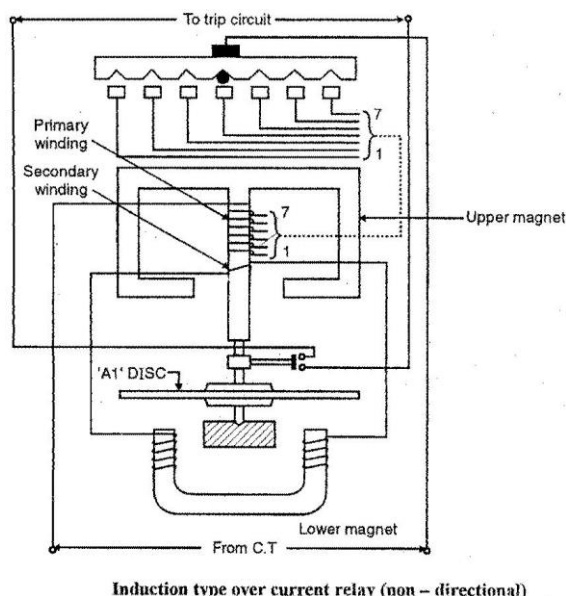 To trip circuit
7
1
Primary
winding
Secondary
winding
7
1
Upper magnet
'A1' DISC
Lower magnet
From C.T
Induction type over current relay (non – directional)